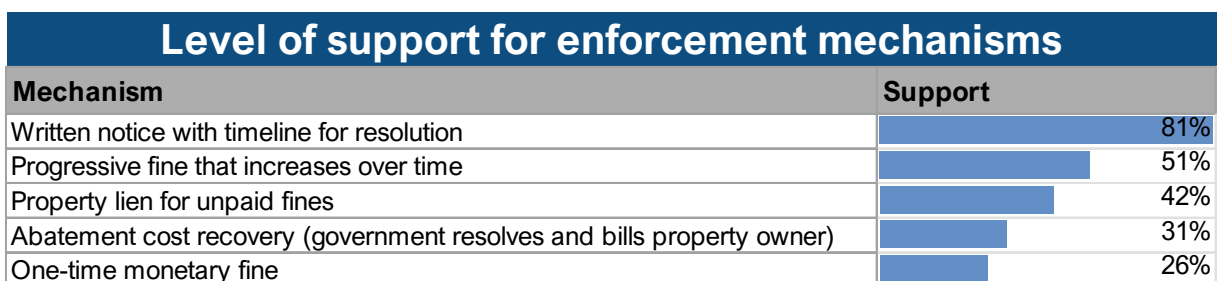 Level of support for enforcement mechanisms
Mechanism Support
Written notice with timeline for resolution 81%
Progressive fine that increases over time 51%
Property lien for unpaid fines 42%
Abatement cost recovery (government resolves and bills property owner) 31%
One-time monetary fine 26%